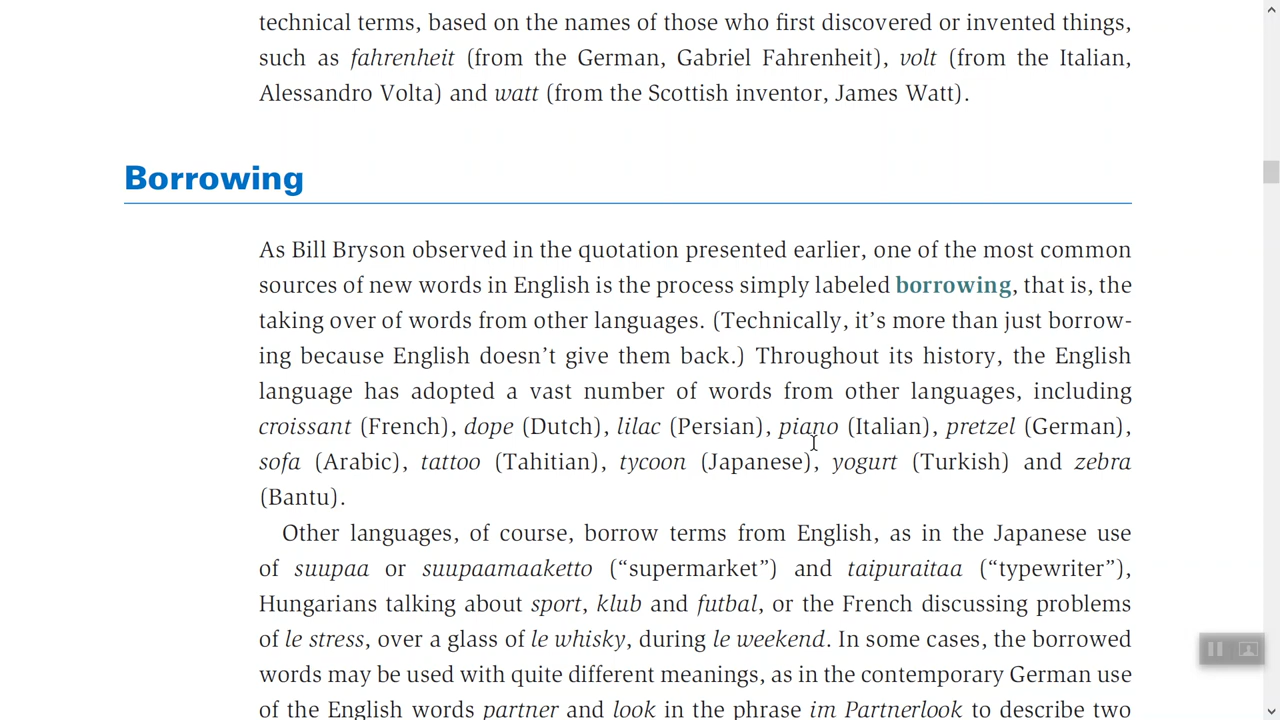 technical terms, based on the names of those who first discovered or invented things,
such as fahrenheit (from the German, Gabriel Fahrenheit), volt (from the Italian,
Alessandro Volta) and watt (from the Scottish inventor, James Watt).
Borrowing
As Bill Bryson observed in the quotation presented earlier, one of the most common
sources of new words in English is the process simply labeled borrowing, that is, the
taking over of words from other languages. (Technically, it’s more than just borrow-
ing because English doesn’t give them back.) Throughout its history, the English
language has adopted a vast number of words from other languages, including
croissant (French), dope (Dutch), lilac (Persian), piano (Italian), pretzel (German),
sofa (Arabic), tattoo (Tahitian), tycoon (Japanese), yogurt (Turkish) and zebra
(Bantu).
Other languages, of course, borrow terms from English, as in the Japanese use
of suupaa or suupaamaaketto (“supermarket”) and taipuraitaa (“typewriter”),
Hungarians talking about sport, klub and futbal, or the French discussing problems
of le stress, over a glass of le whisky, during le weekend. In some cases, the borrowed
words may be used with quite different meanings, as in the contemporary German use
of the English words partner and look in the phrase im Partnerlook to describe two